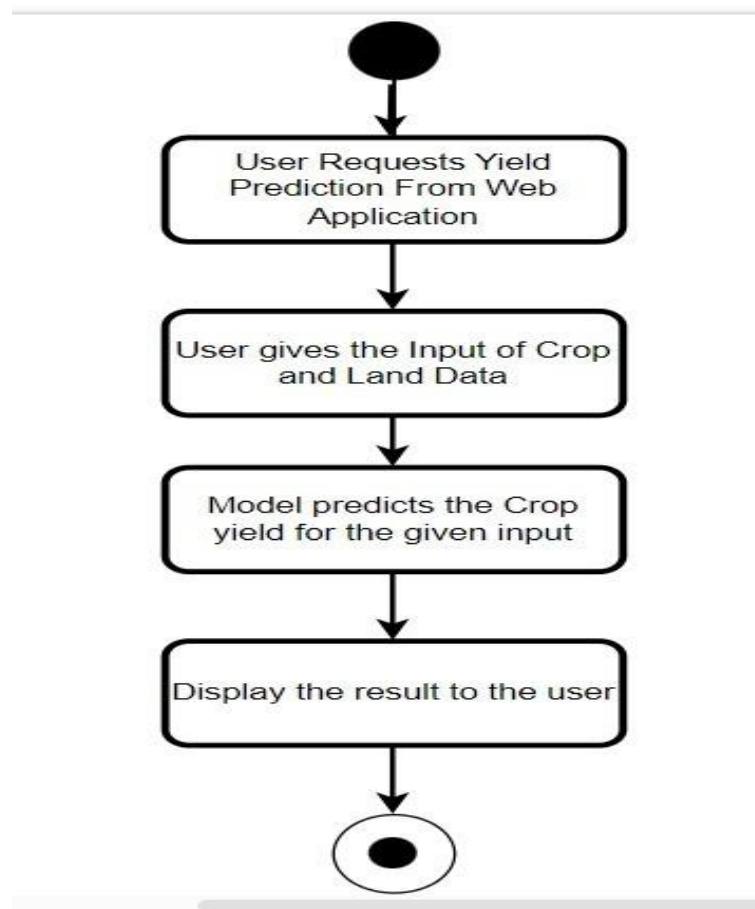 User Requests Yield
Prediction From Web
Application
User gives the Input of Crop
and Land Data
Model predicts the Crop
yield for the given input
Display the result to the user